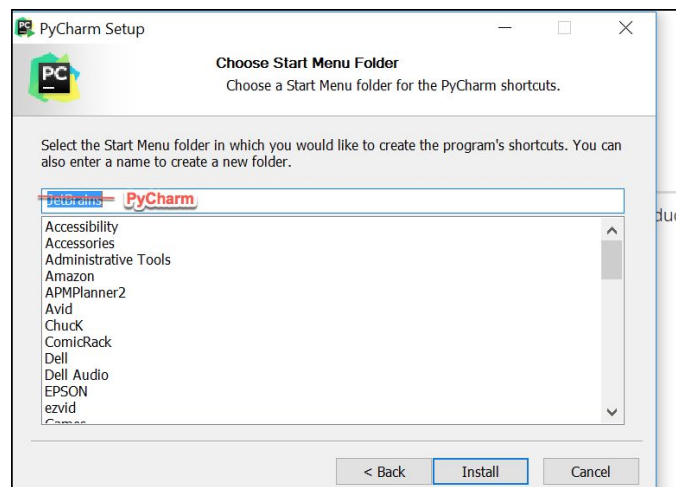 PyCharm Setup
PC
Choose Start Menu Folder
Choose a Start Menu folder for the PyCharm shortcuts.
Select the Start Menu folder in which you would like to create the program's shortcuts. You can
also enter a name to create a new folder.
JetBrains PyCharm
Accessibility
Accessories
Administrative Tools
Amazon
APMPlanner2
Avid
ChucK
ComicRack
Dell
Dell Audio
EPSON
ezvid
Games
< Back Install Cancel